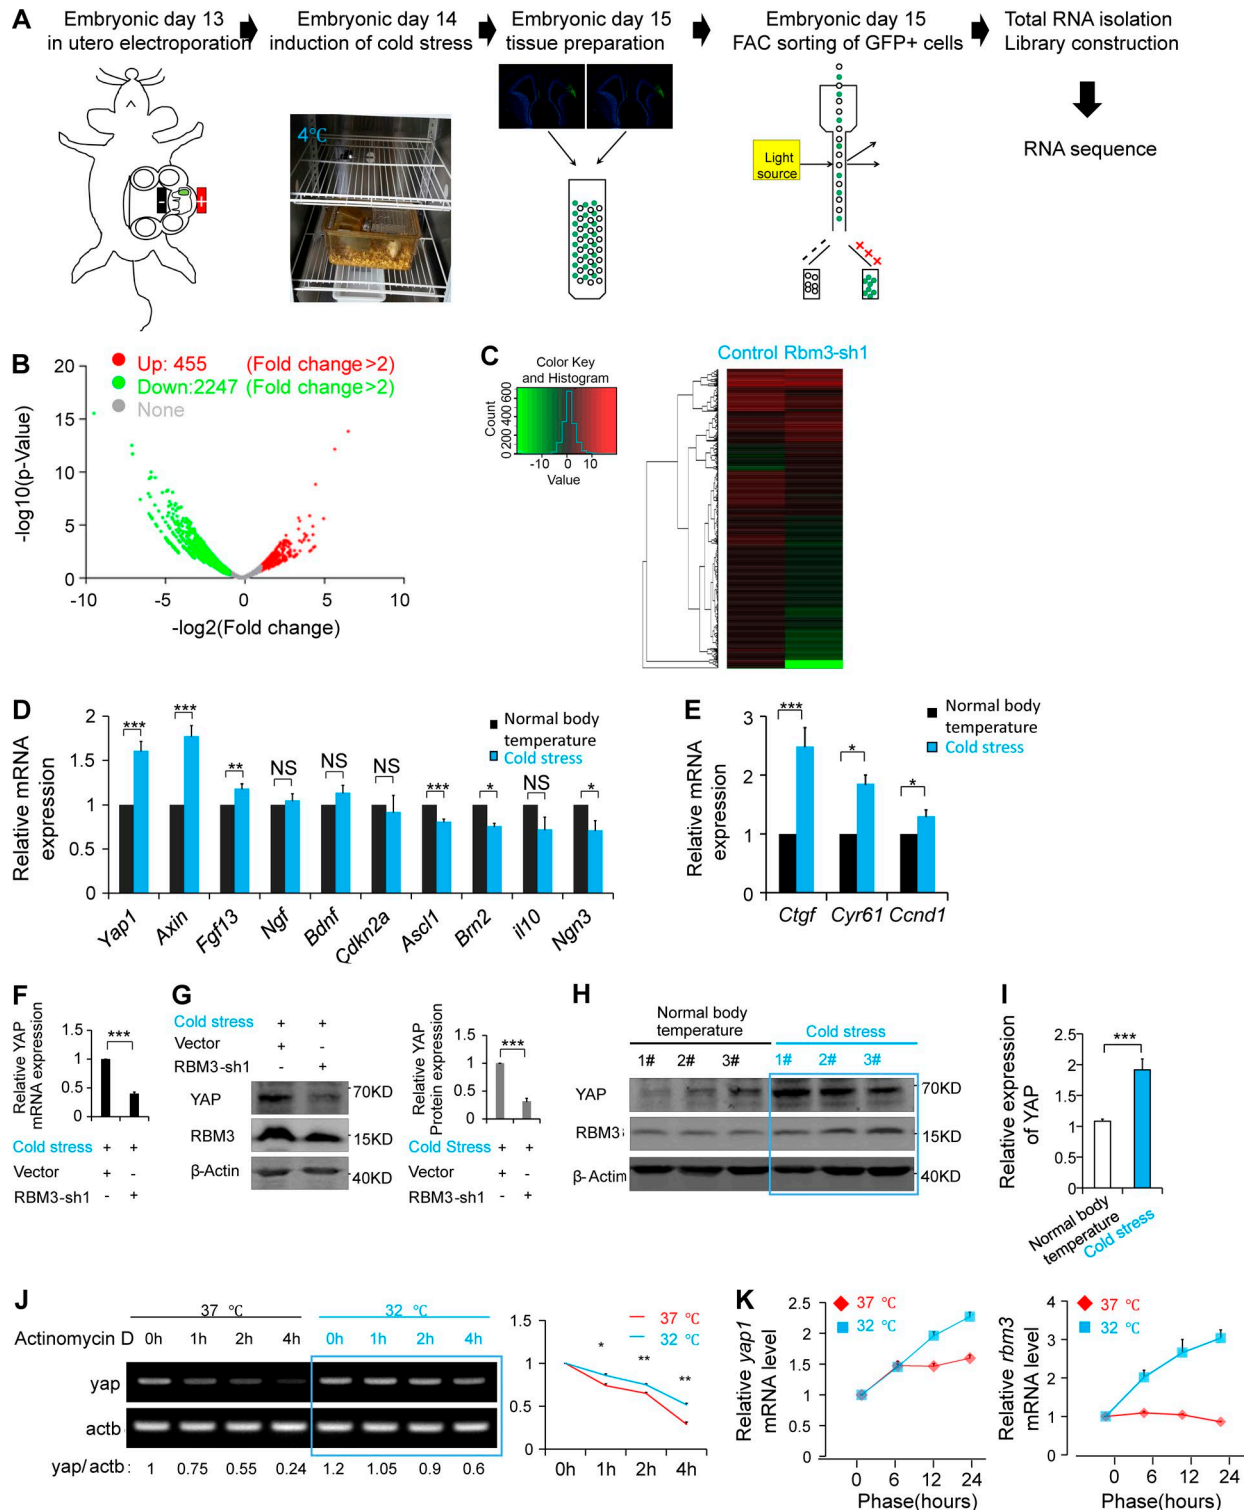 A
Embryonic day 13
in utero electroporation
Embryonic day 14
induction of cold stress
Embryonic day 15
tissue preparation
Embryonic day 15
FAC sorting of GFP+ cells
Total RNA isolation
Library construction
RNA sequence
4℃
Light
source
- +
B
Up: 455 (Fold change>2)
Down:2247 (Fold change>2)
None
20
15
10
5
0
-10 -5 0 5 10
-log10(p-Value)
-log2(Fold change)
C
Control Rbm3-sh1
Color Key
and Histogram
Count
0 200 400 600
-10 0 10
Value
D
Relative mRNA
expression
2
1.5
1
0.5
0
Normal body
temperature
Cold stress
*** *** ** NS NS NS *** * NS *
Yap1 Axin Fgf13 Ngf Bdnf Cdkn2a Ascl1 Brn2 il10 Ngn3
E
Relative mRNA
expression
3
2
1
0
Normal body
temperature
Cold stress
*** * *
Ctgf Cyr61 Ccnd1
F
Relative YAP
mRNA expression
1.5
1
0.5
0
***
Cold stress + +
Vector + -
RBM3-sh1 - +
G
Cold stress + +
Vector + -
RBM3-sh1 - +
YAP -70KD
RBM3 -15KD
β-Actin -40KD
Relative YAP
Protein expression
1.5
1
0.5
0
***
Cold Stress + +
Vector + -
RBM3-sh1 - +
H
Normal body
temperature
Cold stress
1# 2# 3# 1# 2# 3#
YAP -70KD
RBM3 -15KD
β-Actin -40KD
I
Relative expression
of YAP
2.5
2
1.5
1
0.5
0
***
Normal body
temperature
Cold stress
J
37 ℃ 32 ℃
Actinomycin D 0h 1h 2h 4h 0h 1h 2h 4h
yap
actb
yap/actb: 1 0.75 0.55 0.24 1.2 1.05 0.9 0.6
1.5
1
0.5
0
37 ℃
32 ℃
* ** **
0h 1h 2h 4h
K
Relative yap1
mRNA level
2.5
2
1.5
1
0.5
0
37 ℃
32 ℃
0 6 12 24
Phase(hours)
Relative rbm3
mRNA level
4
3
2
1
0
37 ℃
32 ℃
0 6 12 24
Phase(hours)